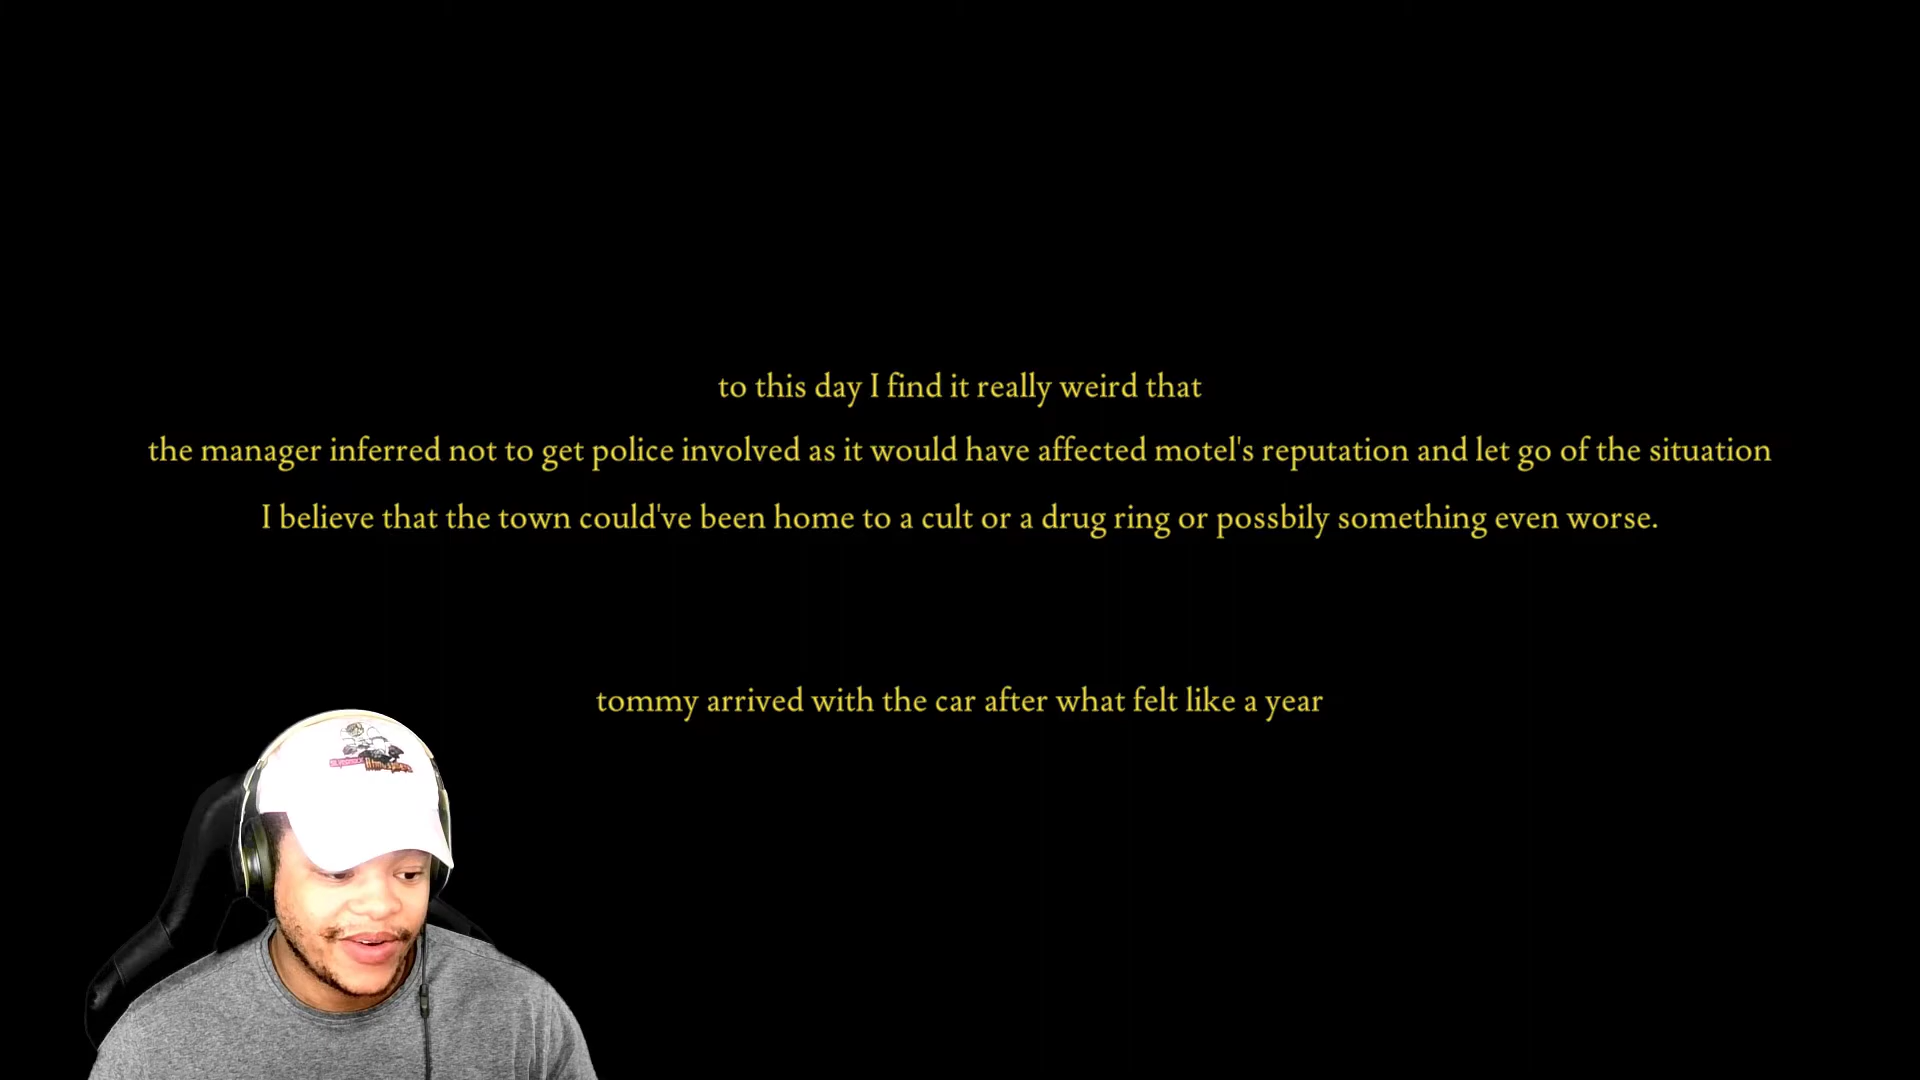 to this day I find it really weird that
the manager inferred not to get police involved as it would have affected motel's reputation and let go of the situation
I believe that the town could've been home to a cult or a drug ring or possbily something even worse.
tommy arrived with the car after what felt like a year